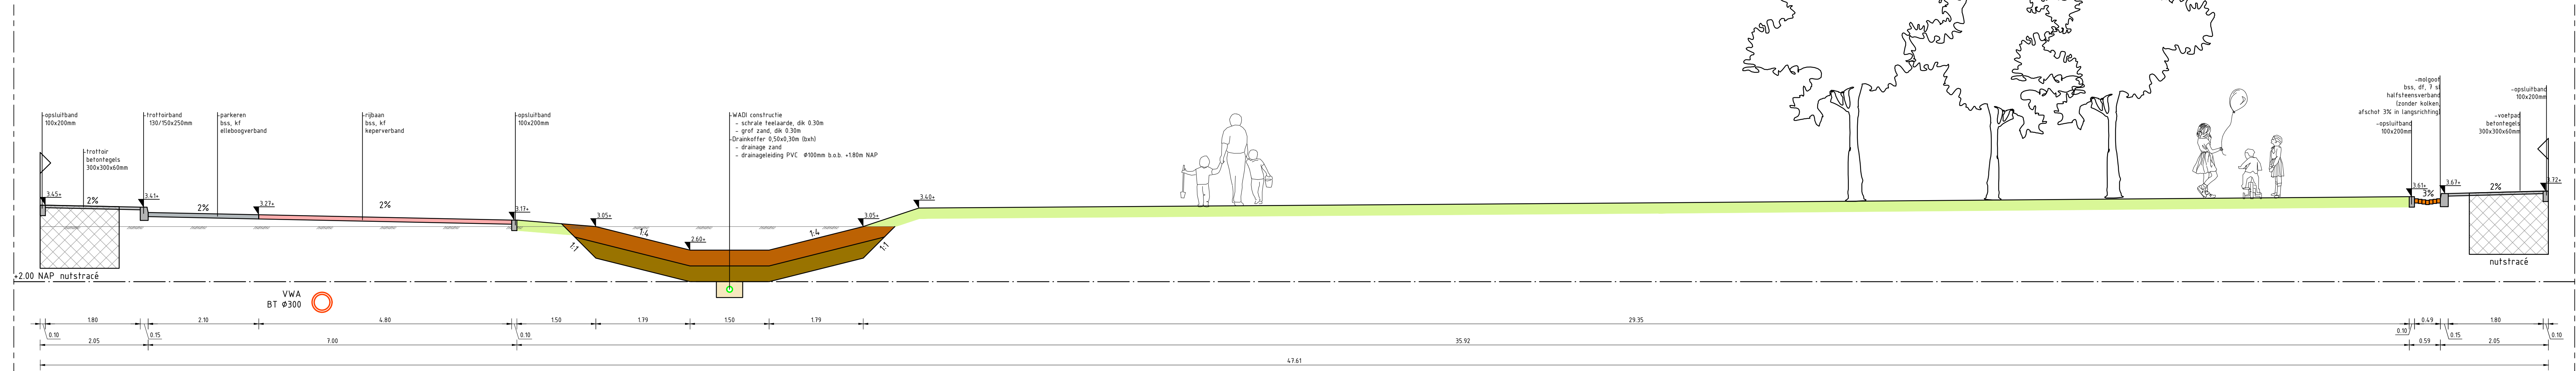 -opsluitband
100x200mm
-trottoir
betontegels
300x300x60mm
-trottoirband
130/150x250mm
-parkeren
bss, kf
elleboogverband
-rijbaan
bss, kf
keperverband
-opsluitband
100x200mm
-WADI constructie
- schrale teelaarde, dik 0.30m
- grof zand, dik 0.30m
-Drainkoffer 0,50x0,30m (bxh)
- drainage zand
- drainageleiding PVC Ø100mm b.o.b. +1.80m NAP
-molgoot
bss, df, 7 st
halfsteensverband
(zonder kolken,
afschot 3% in langsrichting)
-opsluitband
100x200mm
-opsluitband
100x200mm
-voetpad
betontegels
300x300x60mm
3.45+
2%
3.41+
2%
3.27+
2%
3.17+
3.05+
1:4
2.60+
1:4
3.05+
3.40+
1:1
1:1
3.61+
3%
3.67+
2%
3.72+
+2.00 NAP nutstracé
nutstracé
VWA
BT Ø300
1.80
2.10
4.80
1.50
1.79
1.50
1.79
29.35
0.49
1.80
0.10
0.15
0.10
0.10
0.15
0.10
2.05
7.00
35.92
0.59
2.05
47.61